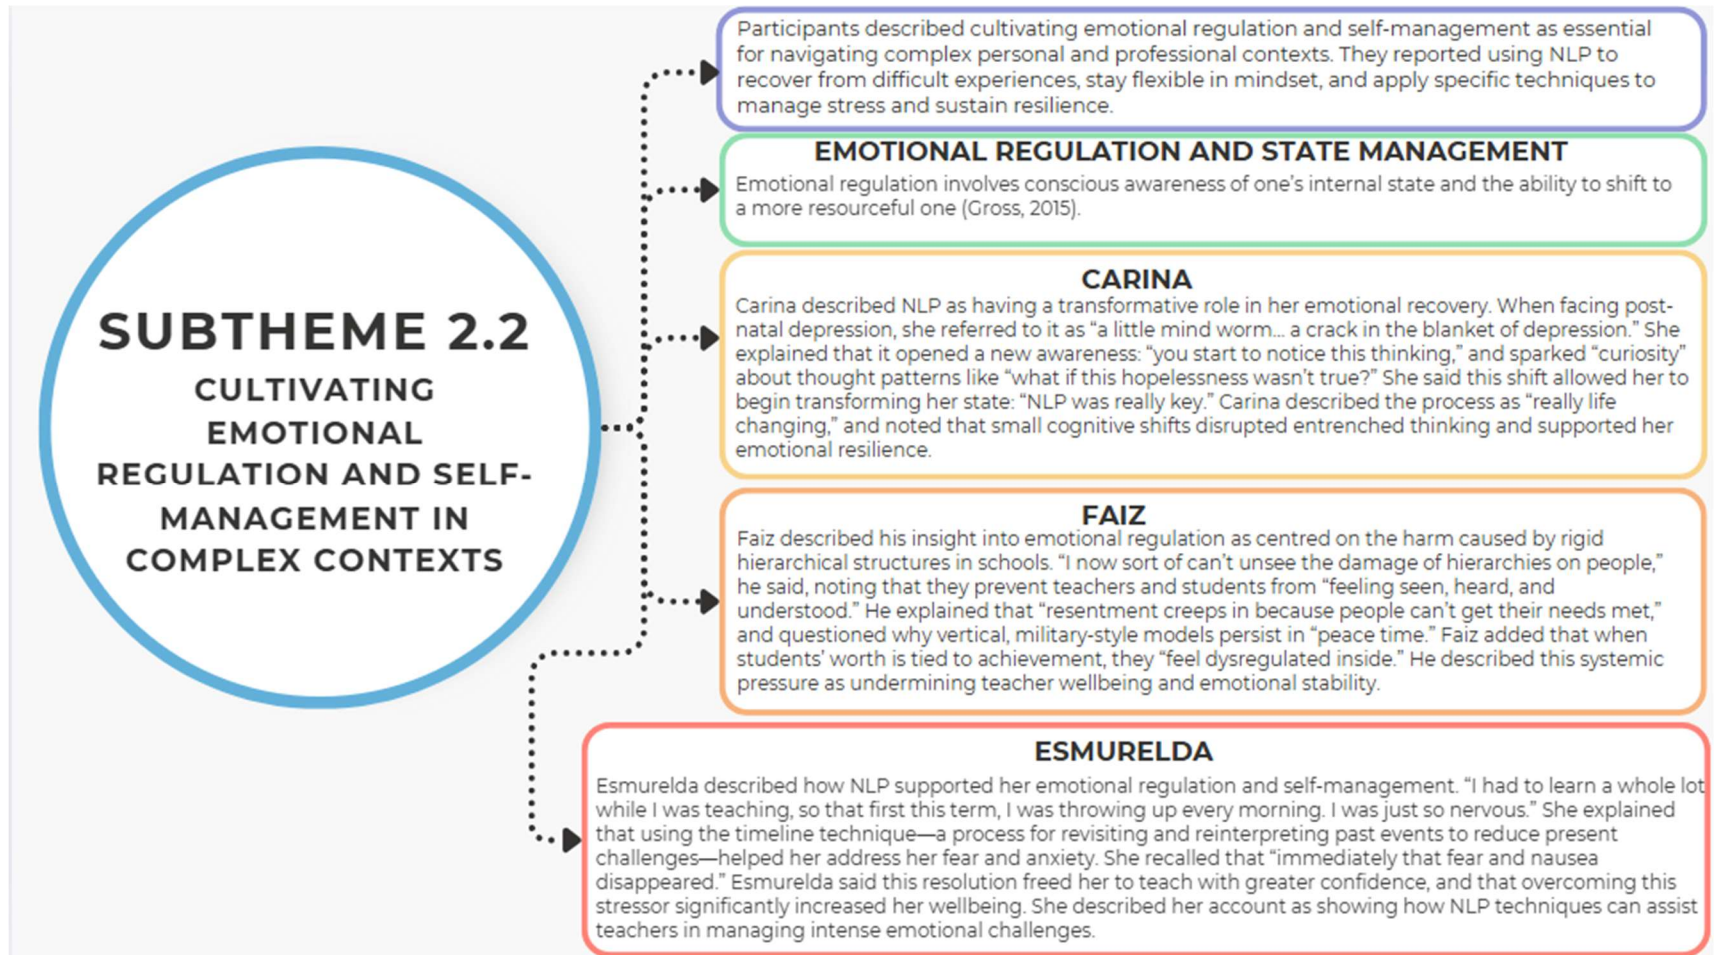 SUBTHEME 2.2
CULTIVATING
EMOTIONAL
REGULATION AND SELF-
MANAGEMENT IN
COMPLEX CONTEXTS
Participants described cultivating emotional regulation and self-management as essential
for navigating complex personal and professional contexts. They reported using NLP to
recover from difficult experiences, stay flexible in mindset, and apply specific techniques to
manage stress and sustain resilience.
EMOTIONAL REGULATION AND STATE MANAGEMENT
Emotional regulation involves conscious awareness of one’s internal state and the ability to shift to
a more resourceful one (Gross, 2015).
CARINA
Carina described NLP as having a transformative role in her emotional recovery. When facing post-
natal depression, she referred to it as “a little mind worm... a crack in the blanket of depression.” She
explained that it opened a new awareness: “you start to notice this thinking,” and sparked “curiosity”
about thought patterns like “what if this hopelessness wasn’t true?” She said this shift allowed her to
begin transforming her state: “NLP was really key.” Carina described the process as “really life
changing,” and noted that small cognitive shifts disrupted entrenched thinking and supported her
emotional resilience.
FAIZ
Faiz described his insight into emotional regulation as centred on the harm caused by rigid
hierarchical structures in schools. “I now sort of can’t unsee the damage of hierarchies on people,”
he said, noting that they prevent teachers and students from “feeling seen, heard, and
understood.” He explained that “resentment creeps in because people can’t get their needs met,”
and questioned why vertical, military-style models persist in “peace time.” Faiz added that when
students’ worth is tied to achievement, they “feel dysregulated inside.” He described this systemic
pressure as undermining teacher wellbeing and emotional stability.
ESMURELDA
Esmurelda described how NLP supported her emotional regulation and self-management. “I had to learn a whole lot
while I was teaching, so that first this term, I was throwing up every morning. I was just so nervous.” She explained
that using the timeline technique—a process for revisiting and reinterpreting past events to reduce present
challenges—helped her address her fear and anxiety. She recalled that “immediately that fear and nausea
disappeared.” Esmurelda said this resolution freed her to teach with greater confidence, and that overcoming this
stressor significantly increased her wellbeing. She described her account as showing how NLP techniques can assist
teachers in managing intense emotional challenges.